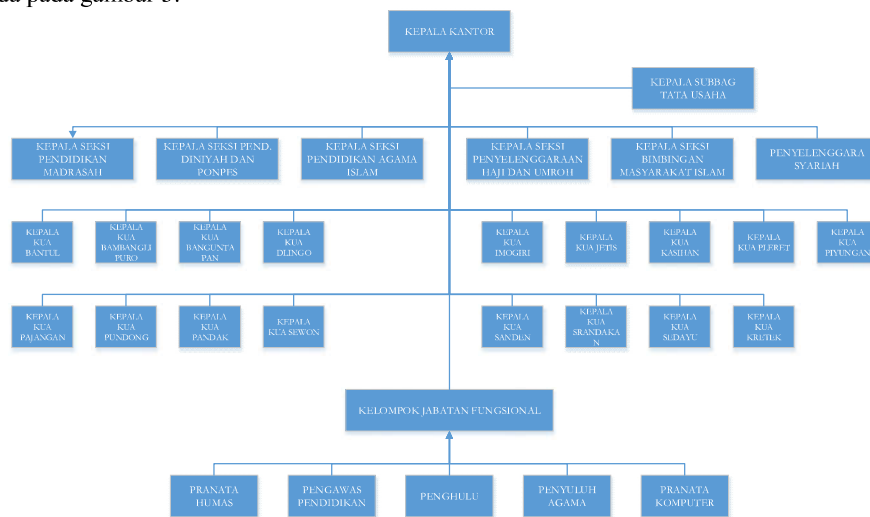 da pada gambar 3.
KEPALA KANTOR
KEPALA SUBBAG
TATA USAHA
KEPALA SEKSI
PENDIDIKAN
MADRASAH
KEPALA SEKSI PEND.
DINIYAH DAN
PONPES
KEPALA SEKSI
PENDIDIKAN AGAMA
ISLAM
KEPALA SEKSI
PENYELENGGARAAN
HAJI DAN UMROH
KEPALA SEKSI
BIMBINGAN
MASYARAKAT ISLAM
PENYELENGGARA
SYARIAH
KEPALA
KUA
BANTUL
KEPALA
KUA
BAMBANGLI
PURO
KEPALA
KUA
BANGUNTA
PAN
KEPALA
KUA
DLINGO
KEPALA
KUA
IMOGIRI
KEPALA
KUA JETIS
KEPALA
KUA
KASIHAN
KEPALA
KUA PLERET
KEPALA
KUA
PIYUNGAN
KEPALA
KUA
PAJANGAN
KEPALA
KUA
PUNDONG
KEPALA
KUA
PANDAK
KEPALA
KUA SEWON
KEPALA
KUA
SANDEN
KEPALA
KUA
SRANDAKA
N
KEPALA
KUA
SEDAYU
KEPALA
KUA
KRETEK
KELOMPOK JABATAN FUNGSIONAL
PRANATA
HUMAS
PENGAWAS
PENDIDIKAN
PENGHULU
PENYULUH
AGAMA
PRANATA
KOMPUTER